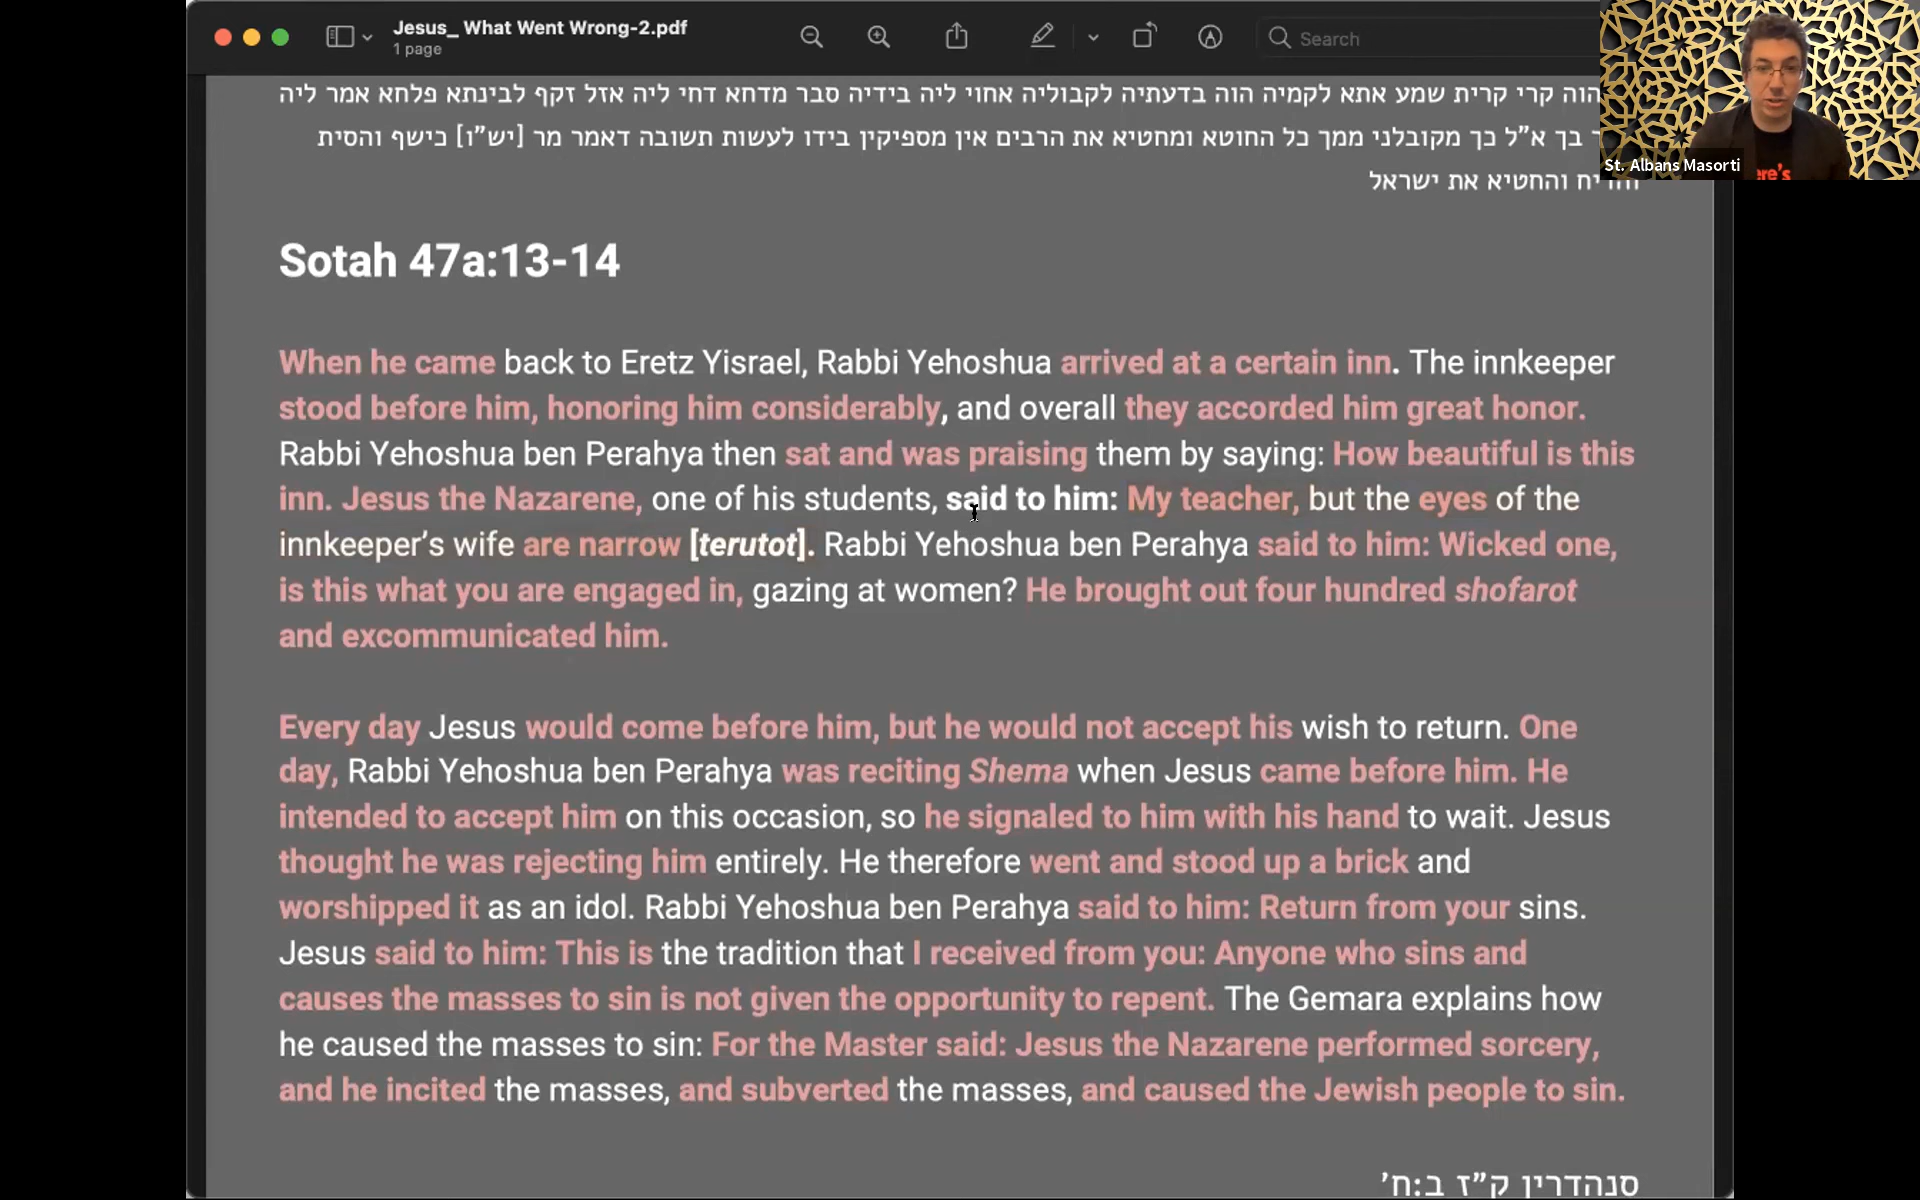 Jesus_ What Went Wrong-2.pdf
1 page
Search
הוה קרי קרית שמע אתא לקמיה הוה בדעתיה לקבוליה אחוי ליה בידיה סבר מדחא דחי ליה אזל זקף לבינתא פלחא אמר ליה
בך א"ל כך מקובלני ממך כל החוטא ומחטיא את הרבים אין מספיקין בידו לעשות תשובה דאמר מר [יש"ו] כישף והסית
והחטיא את ישראל
St. Albans Masorti
ere's
Sotah 47a:13-14
When he came back to Eretz Yisrael, Rabbi Yehoshua arrived at a certain inn. The innkeeper
stood before him, honoring him considerably, and overall they accorded him great honor.
Rabbi Yehoshua ben Perahya then sat and was praising them by saying: How beautiful is this
inn. Jesus the Nazarene, one of his students, said to him: My teacher, but the eyes of the
innkeeper's wife are narrow [terutot]. Rabbi Yehoshua ben Perahya said to him: Wicked one,
is this what you are engaged in, gazing at women? He brought out four hundred shofarot
and excommunicated him.
Every day Jesus would come before him, but he would not accept his wish to return. One
day, Rabbi Yehoshua ben Perahya was reciting Shema when Jesus came before him. He
intended to accept him on this occasion, so he signaled to him with his hand to wait. Jesus
thought he was rejecting him entirely. He therefore went and stood up a brick and
worshipped it as an idol. Rabbi Yehoshua ben Perahya said to him: Return from your sins.
Jesus said to him: This is the tradition that I received from you: Anyone who sins and
causes the masses to sin is not given the opportunity to repent. The Gemara explains how
he caused the masses to sin: For the Master said: Jesus the Nazarene performed sorcery,
and he incited the masses, and subverted the masses, and caused the Jewish people to sin.
סנהדרין ק"ז ב:ח'